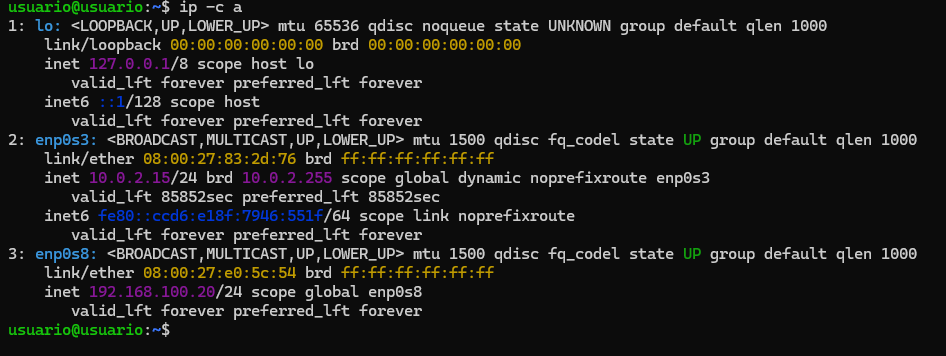 usuario@usuario:~$ ip -c a
1: lo: <LOOPBACK,UP,LOWER_UP> mtu 65536 qdisc noqueue state UNKNOWN group default qlen 1000
    link/loopback 00:00:00:00:00:00 brd 00:00:00:00:00:00
    inet 127.0.0.1/8 scope host lo
       valid_lft forever preferred_lft forever
    inet6 ::1/128 scope host
       valid_lft forever preferred_lft forever
2: enp0s3: <BROADCAST,MULTICAST,UP,LOWER_UP> mtu 1500 qdisc fq_codel state UP group default qlen 1000
    link/ether 08:00:27:83:2d:76 brd ff:ff:ff:ff:ff:ff
    inet 10.0.2.15/24 brd 10.0.2.255 scope global dynamic noprefixroute enp0s3
       valid_lft 85852sec preferred_lft 85852sec
    inet6 fe80::ccd6:e18f:7946:551f/64 scope link noprefixroute
       valid_lft forever preferred_lft forever
3: enp0s8: <BROADCAST,MULTICAST,UP,LOWER_UP> mtu 1500 qdisc fq_codel state UP group default qlen 1000
    link/ether 08:00:27:e0:5c:54 brd ff:ff:ff:ff:ff:ff
    inet 192.168.100.20/24 scope global enp0s8
       valid_lft forever preferred_lft forever
usuario@usuario:~$